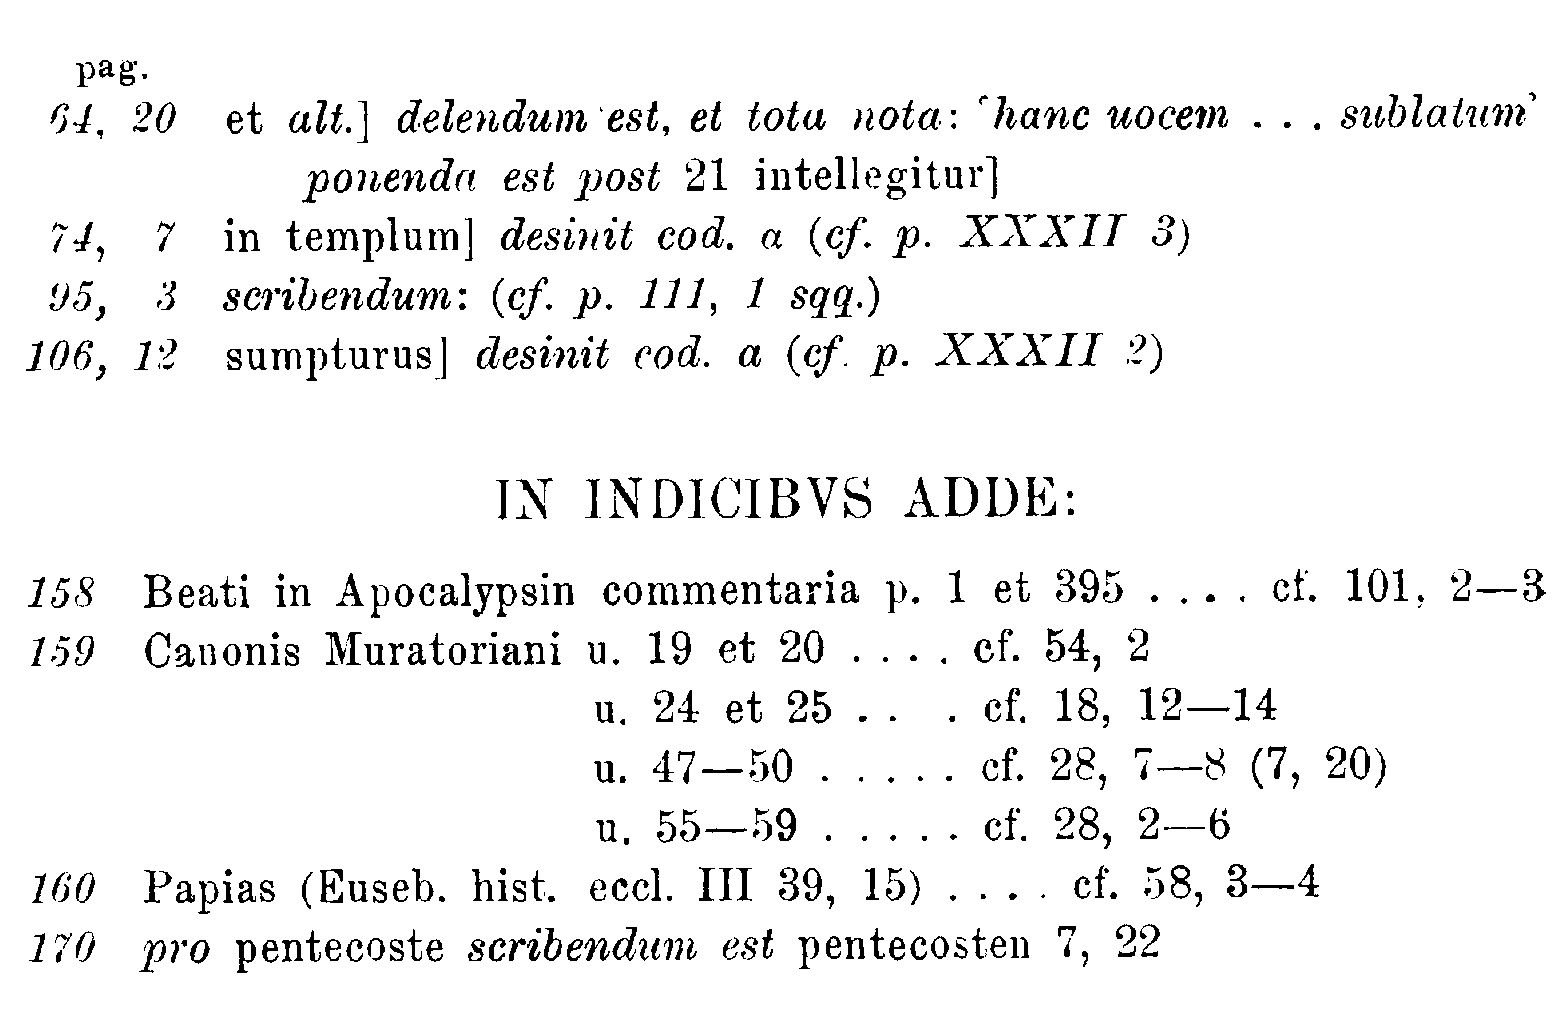 pag.
64, 20 et alt.] delendum est, et tota nota: ‘hanc uocem . . . sublatum’
ponenda est post 21 intellegitur]
74, 7 in templum] desinit cod. a (cf. p. XXXII 3)
95, 3 scribendum: (cf. p. 111, 1 sqq.)
106, 12 sumpturus] desinit cod. a (cf. p. XXXII 2)
IN INDICIBVS ADDE:
158 Beati in Apocalypsin commentaria p. 1 et 395 . . . . cf. 101, 2—3
159 Canonis Muratoriani u. 19 et 20 . . . . cf. 54, 2
u. 24 et 25 . . . cf. 18, 12—14
u. 47—50 . . . . . cf. 28, 7—8 (7, 20)
u. 55—59 . . . . . cf. 28, 2—6
160 Papias (Euseb. hist. eccl. III 39, 15) . . . . cf. 58, 3—4
170 pro pentecoste scribendum est pentecosten 7, 22